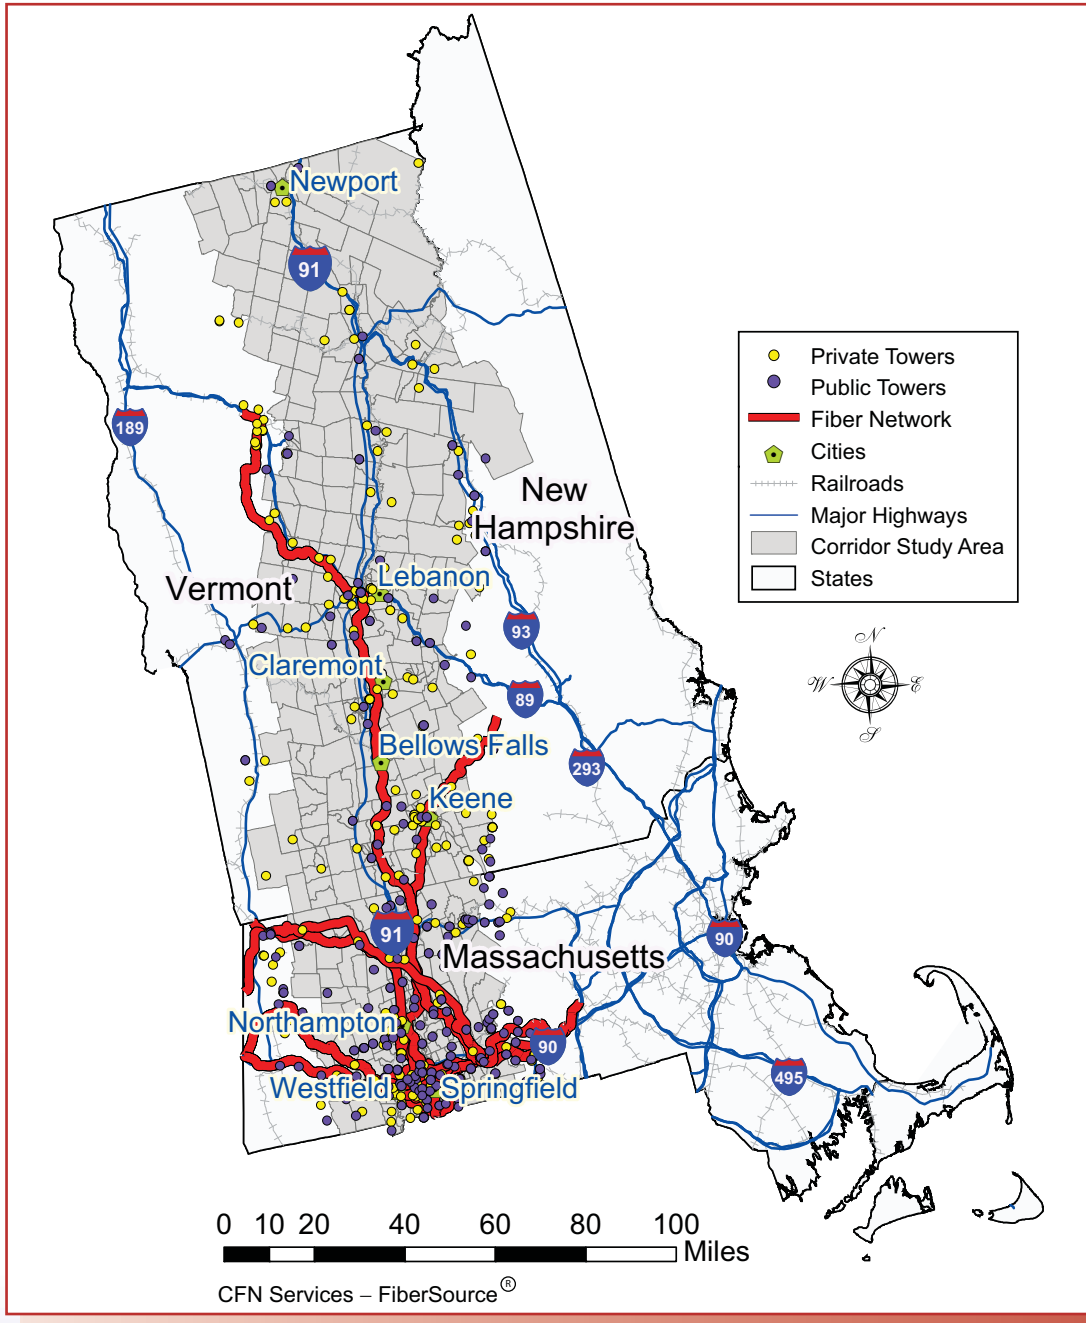 Newport
91
189
Private Towers
Public Towers
Fiber Network
Cities
Railroads
Major Highways
Corridor Study Area
States
New
Hampshire
Vermont
Lebanon
93
N
W
E
S
Claremont
89
Bellows Falls
293
Keene
91
90
Massachusetts
Northampton
90
Westfield
Springfield
495
0 10 20 40 60 80 100
Miles
CFN Services – FiberSource®